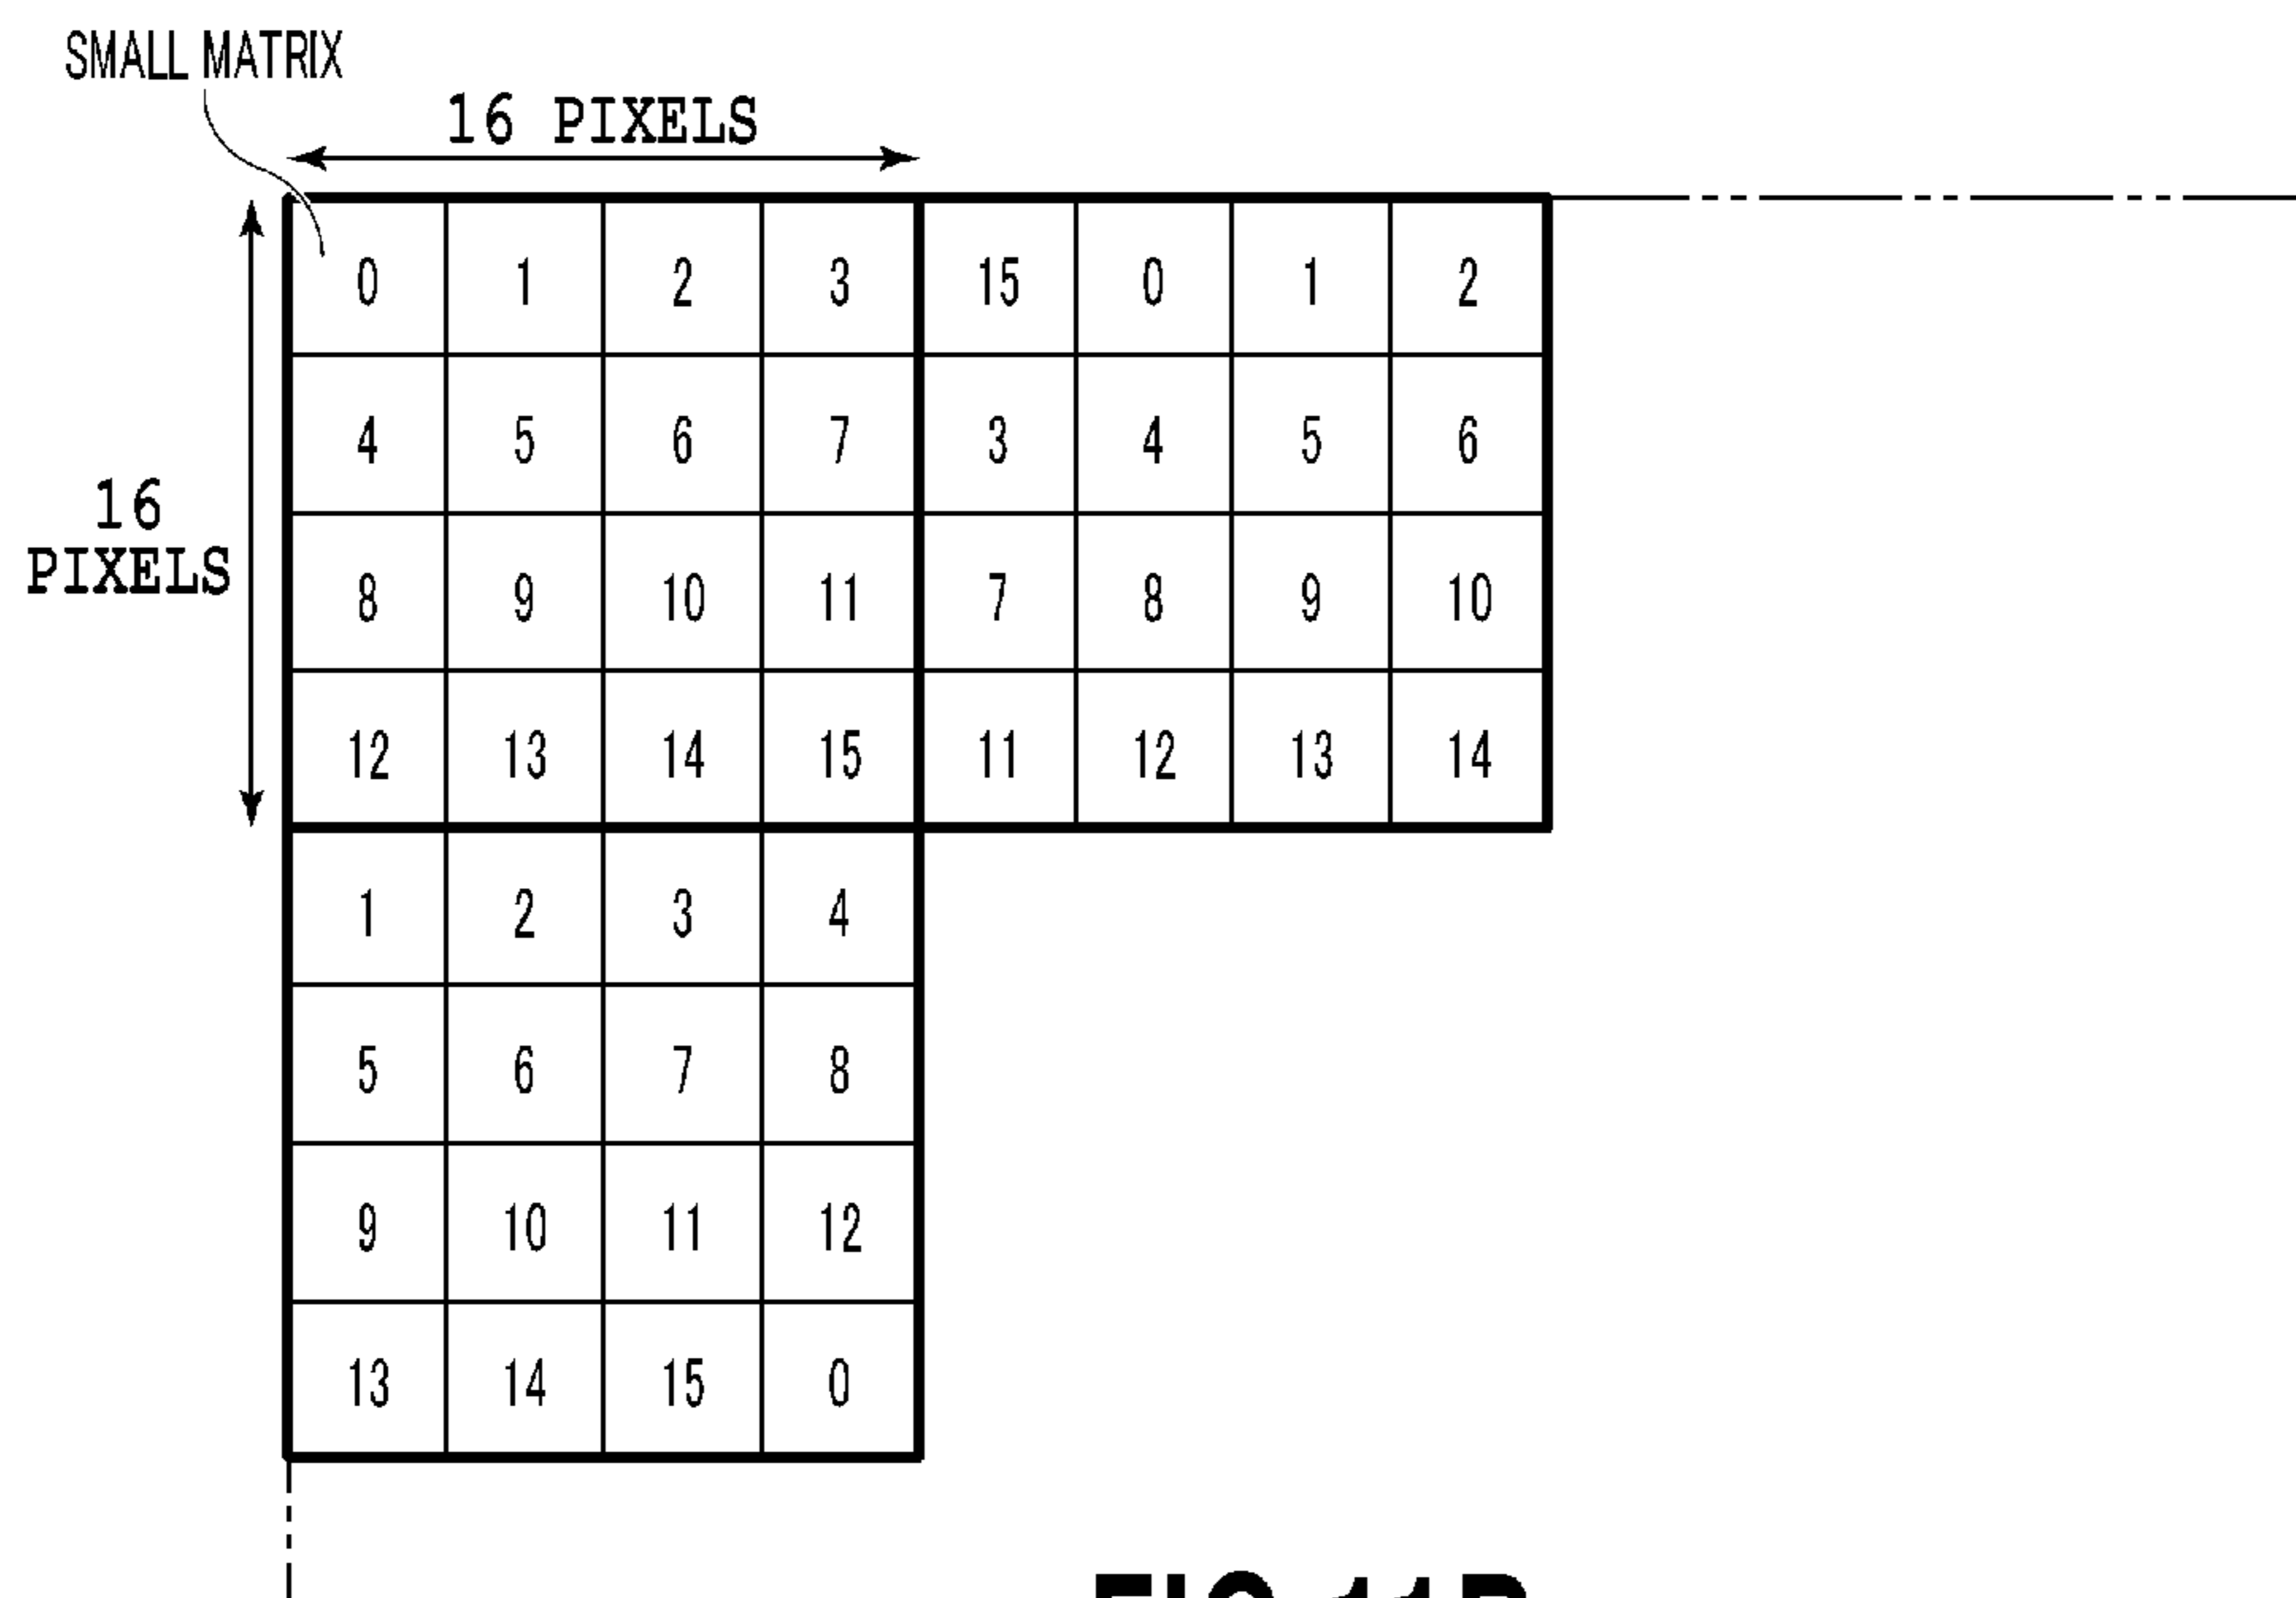 SMALL MATRIX
16 PIXELS
16
PIXELS
0 1 2 3 15 0 1 2
4 5 6 7 3 4 5 6
8 9 10 11 7 8 9 10
12 13 14 15 11 12 13 14
1 2 3 4
5 6 7 8
9 10 11 12
13 14 15 0